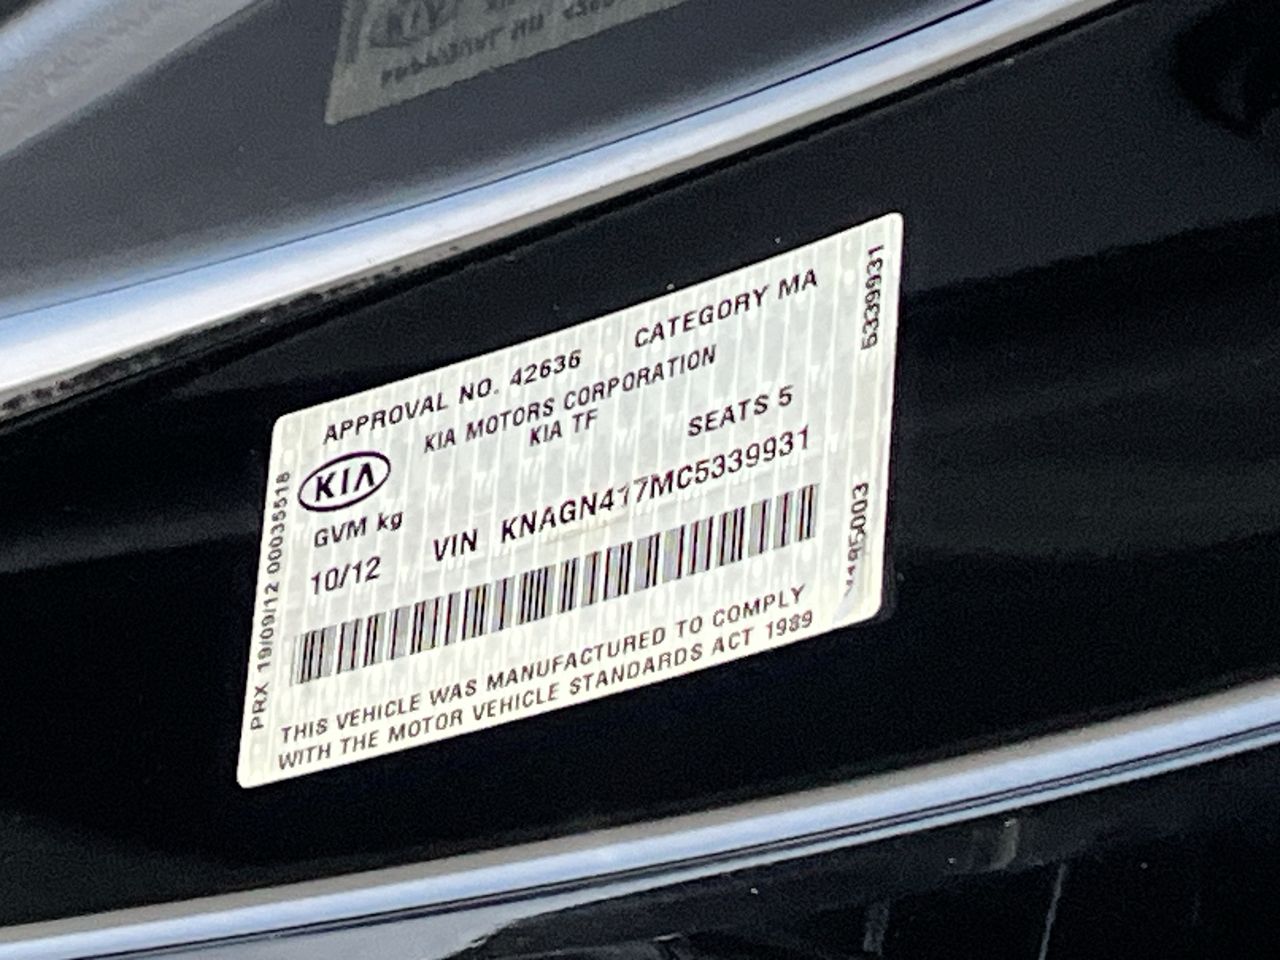 APPROVAL NO. 42636 CATEGORY MA
KIA MOTORS CORPORATION
KIA TF
SEATS 5
KIA
GVM kg
10/12
VIN KNAGN417MC5339931
THIS VEHICLE WAS MANUFACTURED TO COMPLY
WITH THE MOTOR VEHICLE STANDARDS ACT 1989
PRX 19/09/12 00035518
5339931